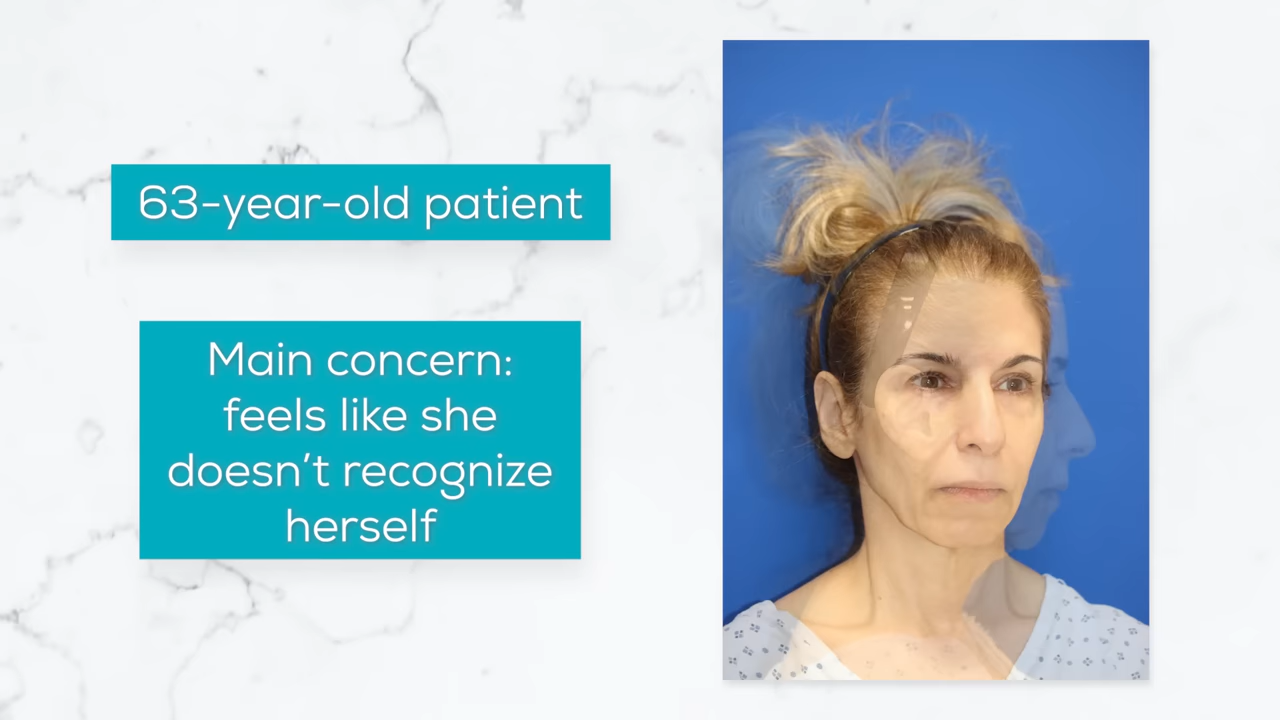 63-year-old patient
Main concern:
feels like she
doesn't recognize
herself